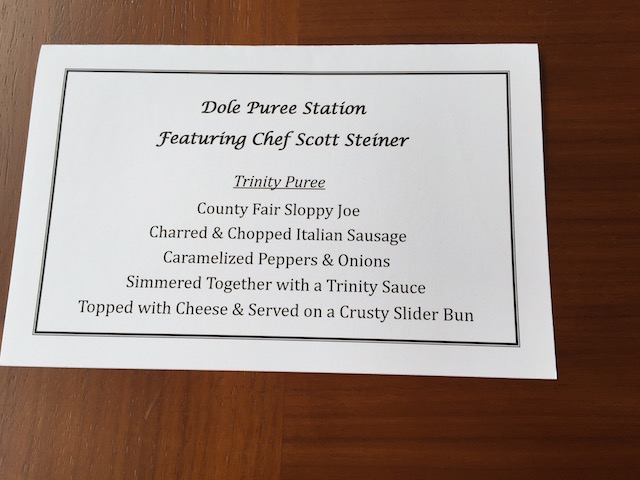 Dole Puree Station
Featuring Chef Scott Steiner
Trinity Puree
County Fair Sloppy Joe
Charred & Chopped Italian Sausage
Caramelized Peppers & Onions
Simmered Together with a Trinity Sauce
Topped with Cheese & Served on a Crusty Slider Bun